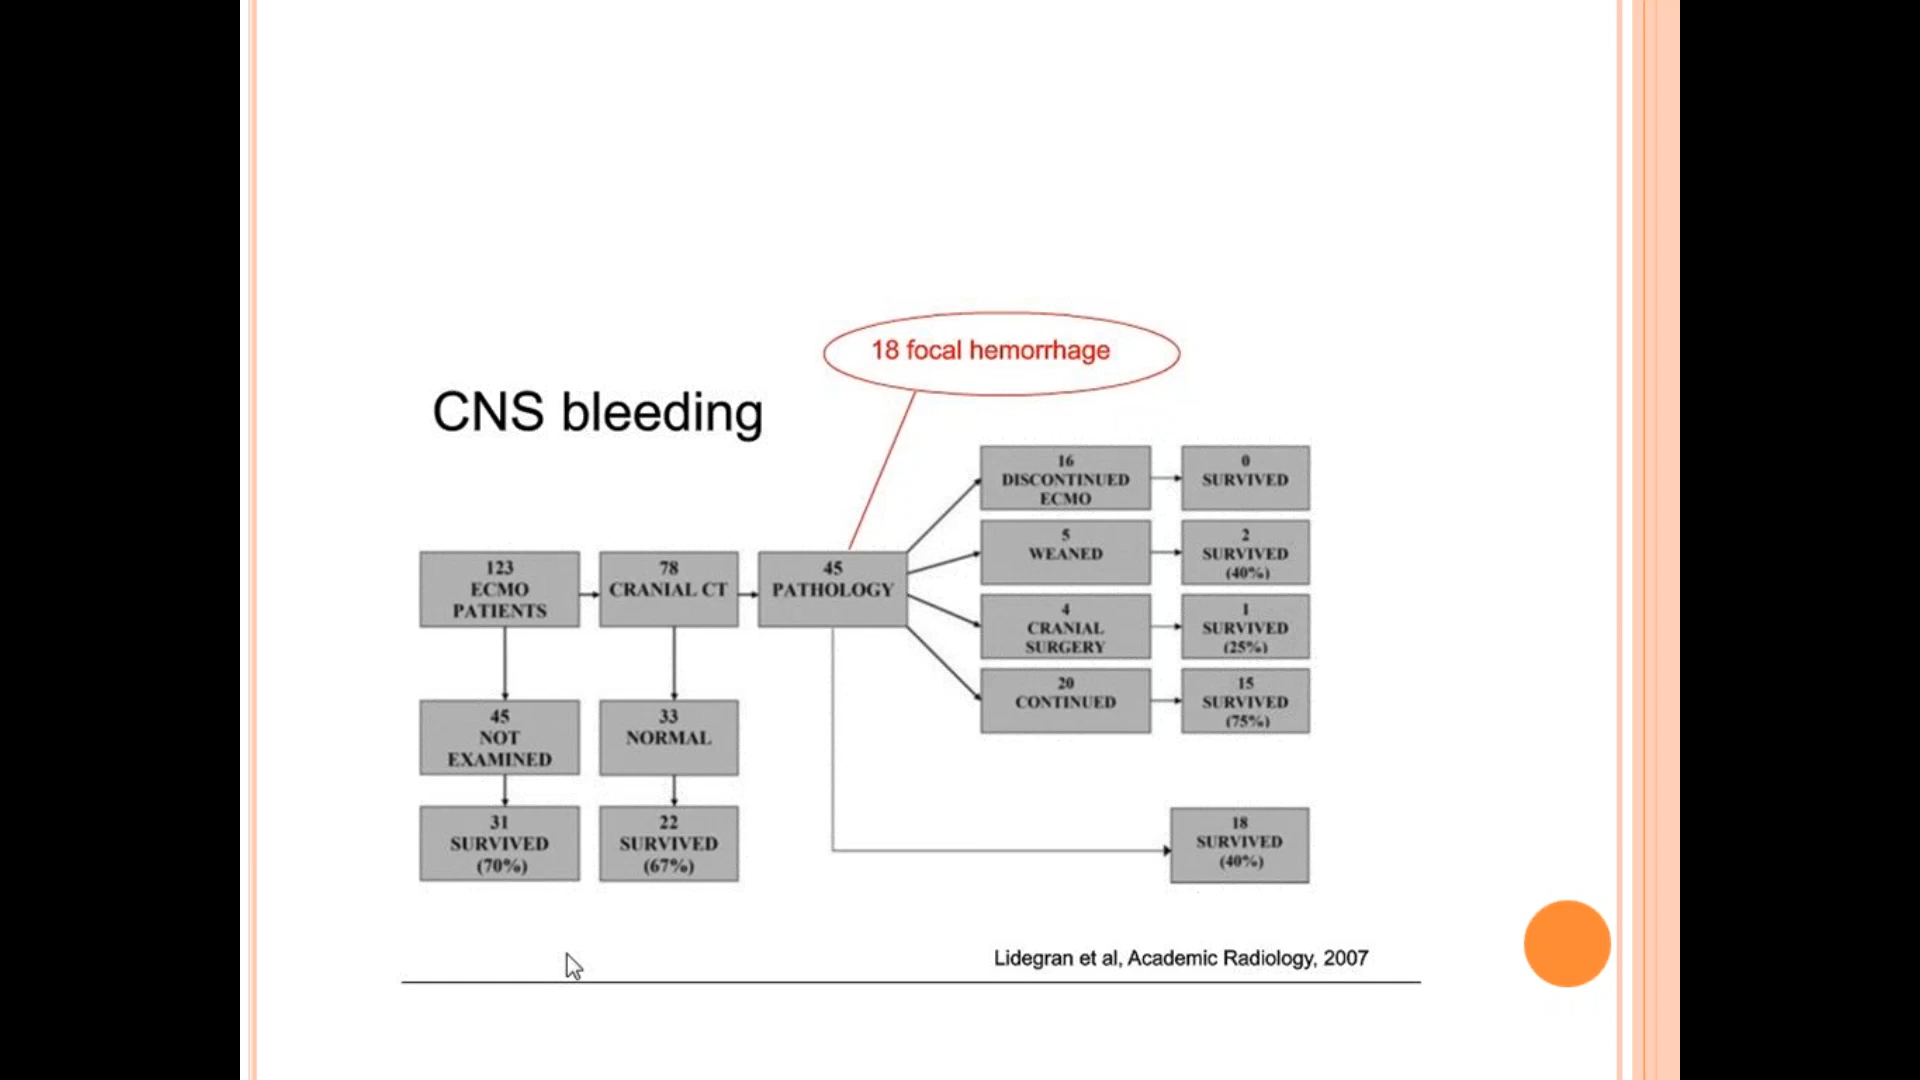 18 focal hemorrhage
CNS bleeding
16
DISCONTINUED
ECMO
0
SURVIVED
5
WEANED
2
SURVIVED
(40%)
123
ECMO
PATIENTS
78
CRANIAL CT
45
PATHOLOGY
4
CRANIAL
SURGERY
1
SURVIVED
(25%)
20
CONTINUED
15
SURVIVED
(75%)
45
NOT
EXAMINED
33
NORMAL
31
SURVIVED
(70%)
22
SURVIVED
(67%)
18
SURVIVED
(40%)
Lidegran et al, Academic Radiology, 2007